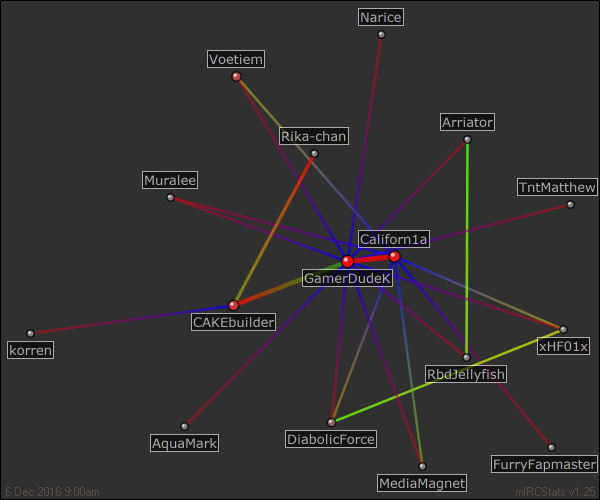 Narice
Voetiem
Arriator
Rika-chan
Muralee
TntMatthew
Californ1a
GamerDudeK
CAKEbuilder
korren
xHF01x
RbdJellyfish
DiabolicForce
AquaMark
FurryFapmaster
MediaMagnet
6 Dec 2016 9:00am
mIRCStats v1.25